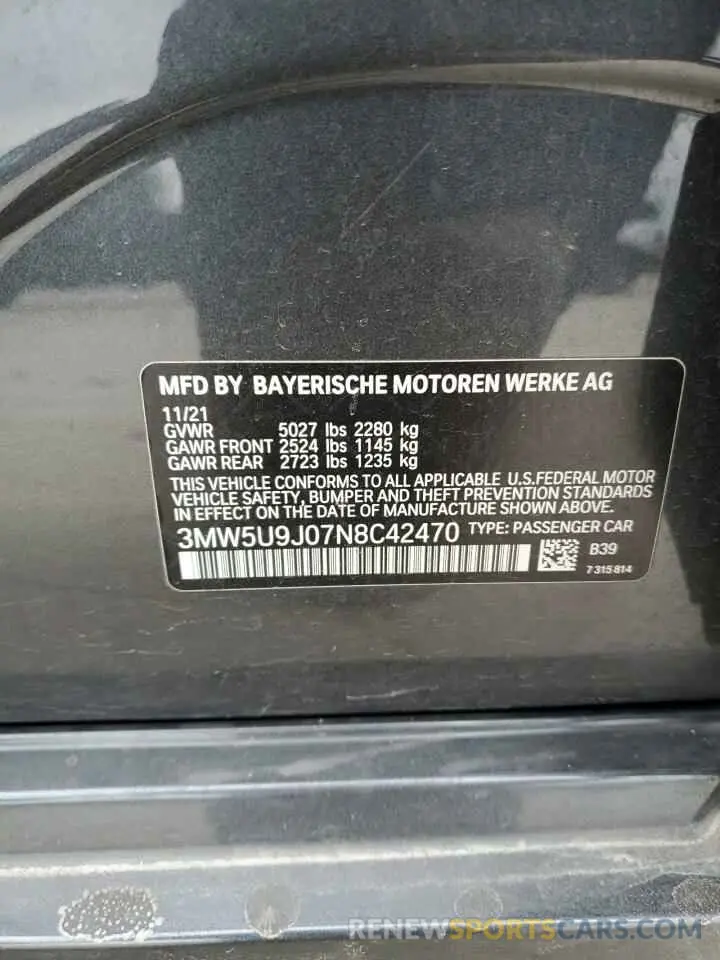 MFD BY BAYERISCHE MOTOREN WERKE AG
11/21
GVWR 5027 lbs 2280 kg
GAWR FRONT 2524 lbs 1145 kg
GAWR REAR 2723 lbs 1235 kg
THIS VEHICLE CONFORMS TO ALL APPLICABLE U.S.FEDERAL MOTOR
VEHICLE SAFETY, BUMPER AND THEFT PREVENTION STANDARDS
IN EFFECT ON THE DATE OF MANUFACTURE SHOWN ABOVE.
3MW5U9J07N8C42470 TYPE: PASSENGER CAR
B39
7 315 814
RENEWSPORTSCARS.COM